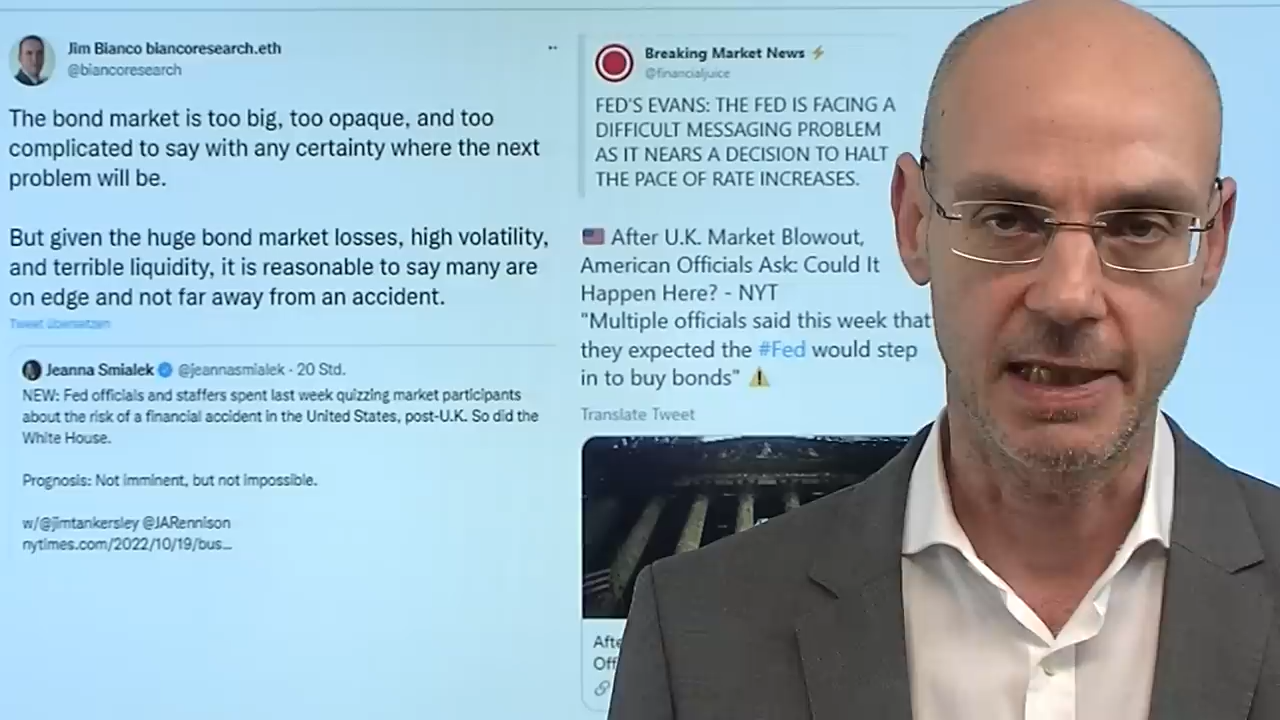 Jim Bianco biancoresearch.eth
@biancoresearch
The bond market is too big, too opaque, and too
complicated to say with any certainty where the next
problem will be.
But given the huge bond market losses, high volatility,
and terrible liquidity, it is reasonable to say many are
on edge and not far away from an accident.
Tweet übersetzen
Jeanna Smialek @jeannasmialek · 20 Std.
NEW: Fed officials and staffers spent last week quizzing market participants
about the risk of a financial accident in the United States, post-U.K. So did the
White House.
Prognosis: Not imminent, but not impossible.
w/@jimtankersley @JARennison
nytimes.com/2022/10/19/bus...
Breaking Market News ⚡
@financialjuice
FED'S EVANS: THE FED IS FACING A
DIFFICULT MESSAGING PROBLEM
AS IT NEARS A DECISION TO HALT
THE PACE OF RATE INCREASES.
🇺🇸 After U.K. Market Blowout,
American Officials Ask: Could It
Happen Here? - NYT
"Multiple officials said this week that
they expected the #Fed would step
in to buy bonds" ⚠️
Translate Tweet
Afte
Off